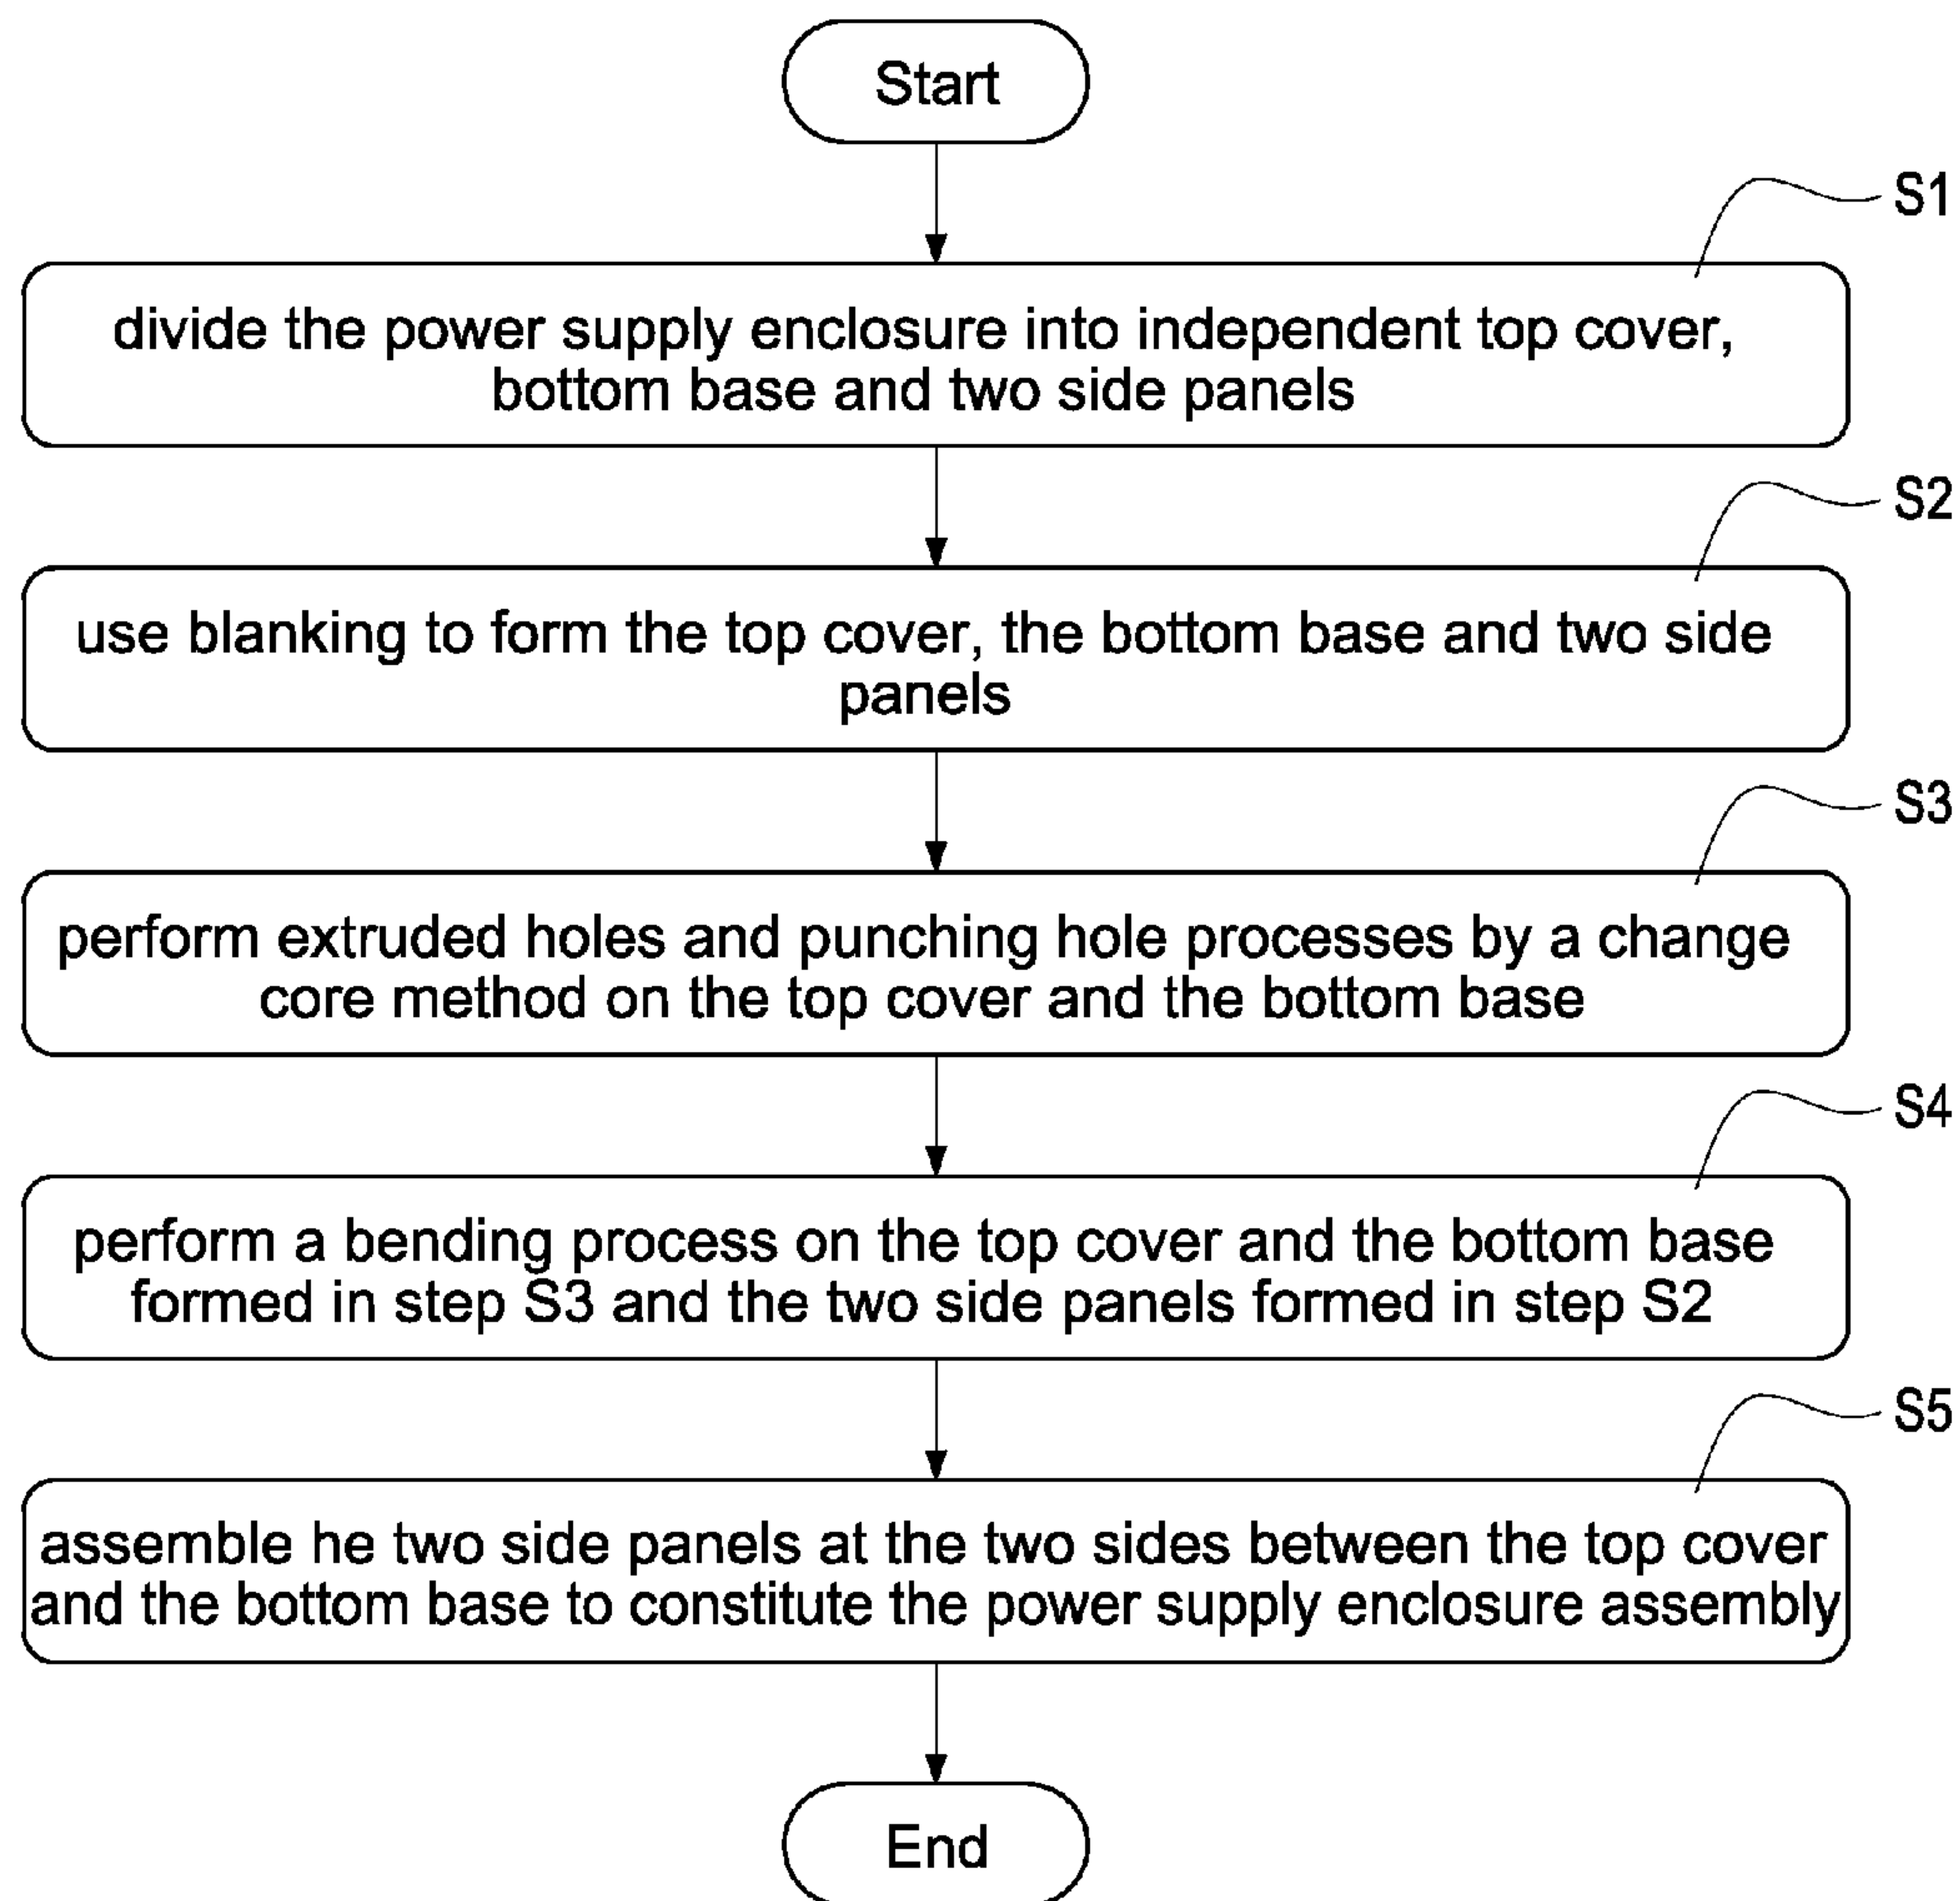 Start
S1
divide the power supply enclosure into independent top cover,
bottom base and two side panels
S2
use blanking to form the top cover, the bottom base and two side
panels
S3
perform extruded holes and punching hole processes by a change
core method on the top cover and the bottom base
S4
perform a bending process on the top cover and the bottom base
formed in step S3 and the two side panels formed in step S2
S5
assemble he two side panels at the two sides between the top cover
and the bottom base to constitute the power supply enclosure assembly
End